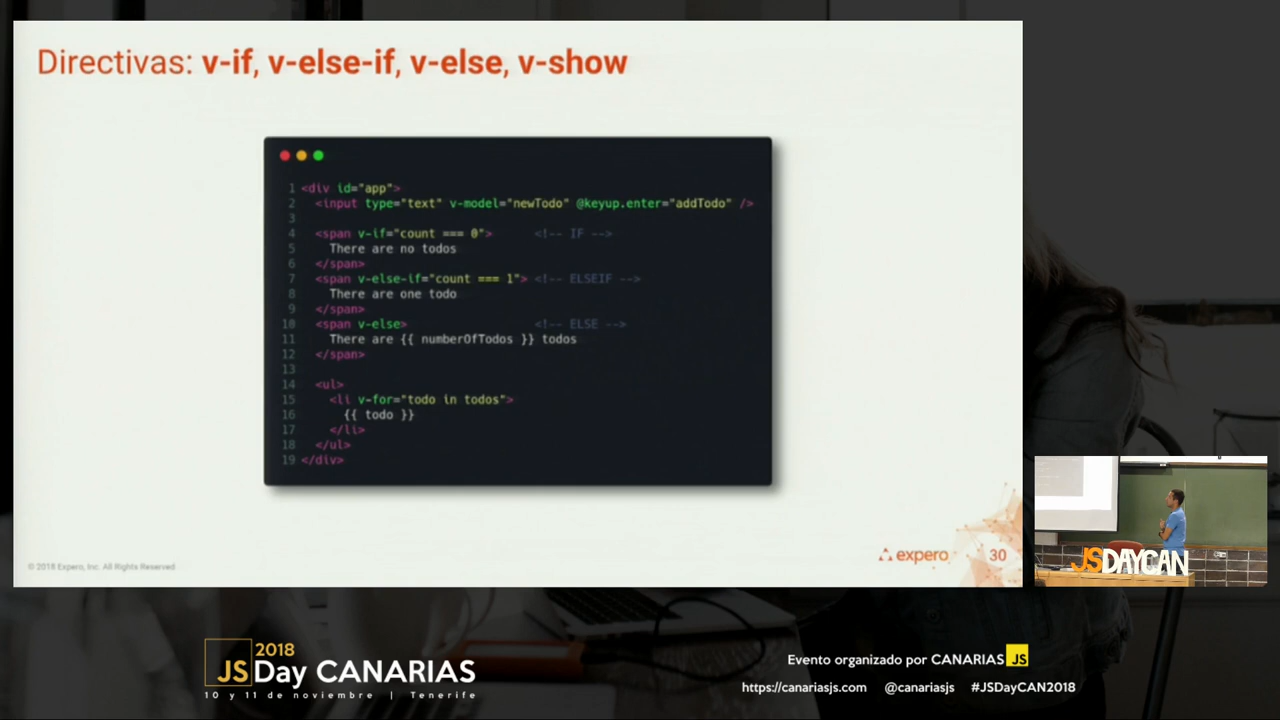 Directivas: v-if, v-else-if, v-else, v-show
1 <div id="app">
2 <input type="text" v-model="newTodo" @keyup.enter="addTodo" />
3
4 <span v-if="count === 0"> <!-- IF -->
5 There are no todos
6 </span>
7 <span v-else-if="count === 1"> <!-- ELSEIF -->
8 There are one todo
9 </span>
10 <span v-else> <!-- ELSE -->
11 There are {{ numberOfTodos }} todos
12 </span>
13
14 <ul>
15 <li v-for="todo in todos">
16 {{ todo }}
17 </li>
18 </ul>
19 </div>
© 2018 Expero, Inc. All Rights Reserved
expero 30
JSDAYCAN
2018
JSDay CANARIAS
10 y 11 de noviembre | Tenerife
Evento organizado por CANARIAS JS
https://canariasjs.com @canariasjs #JSDayCAN2018